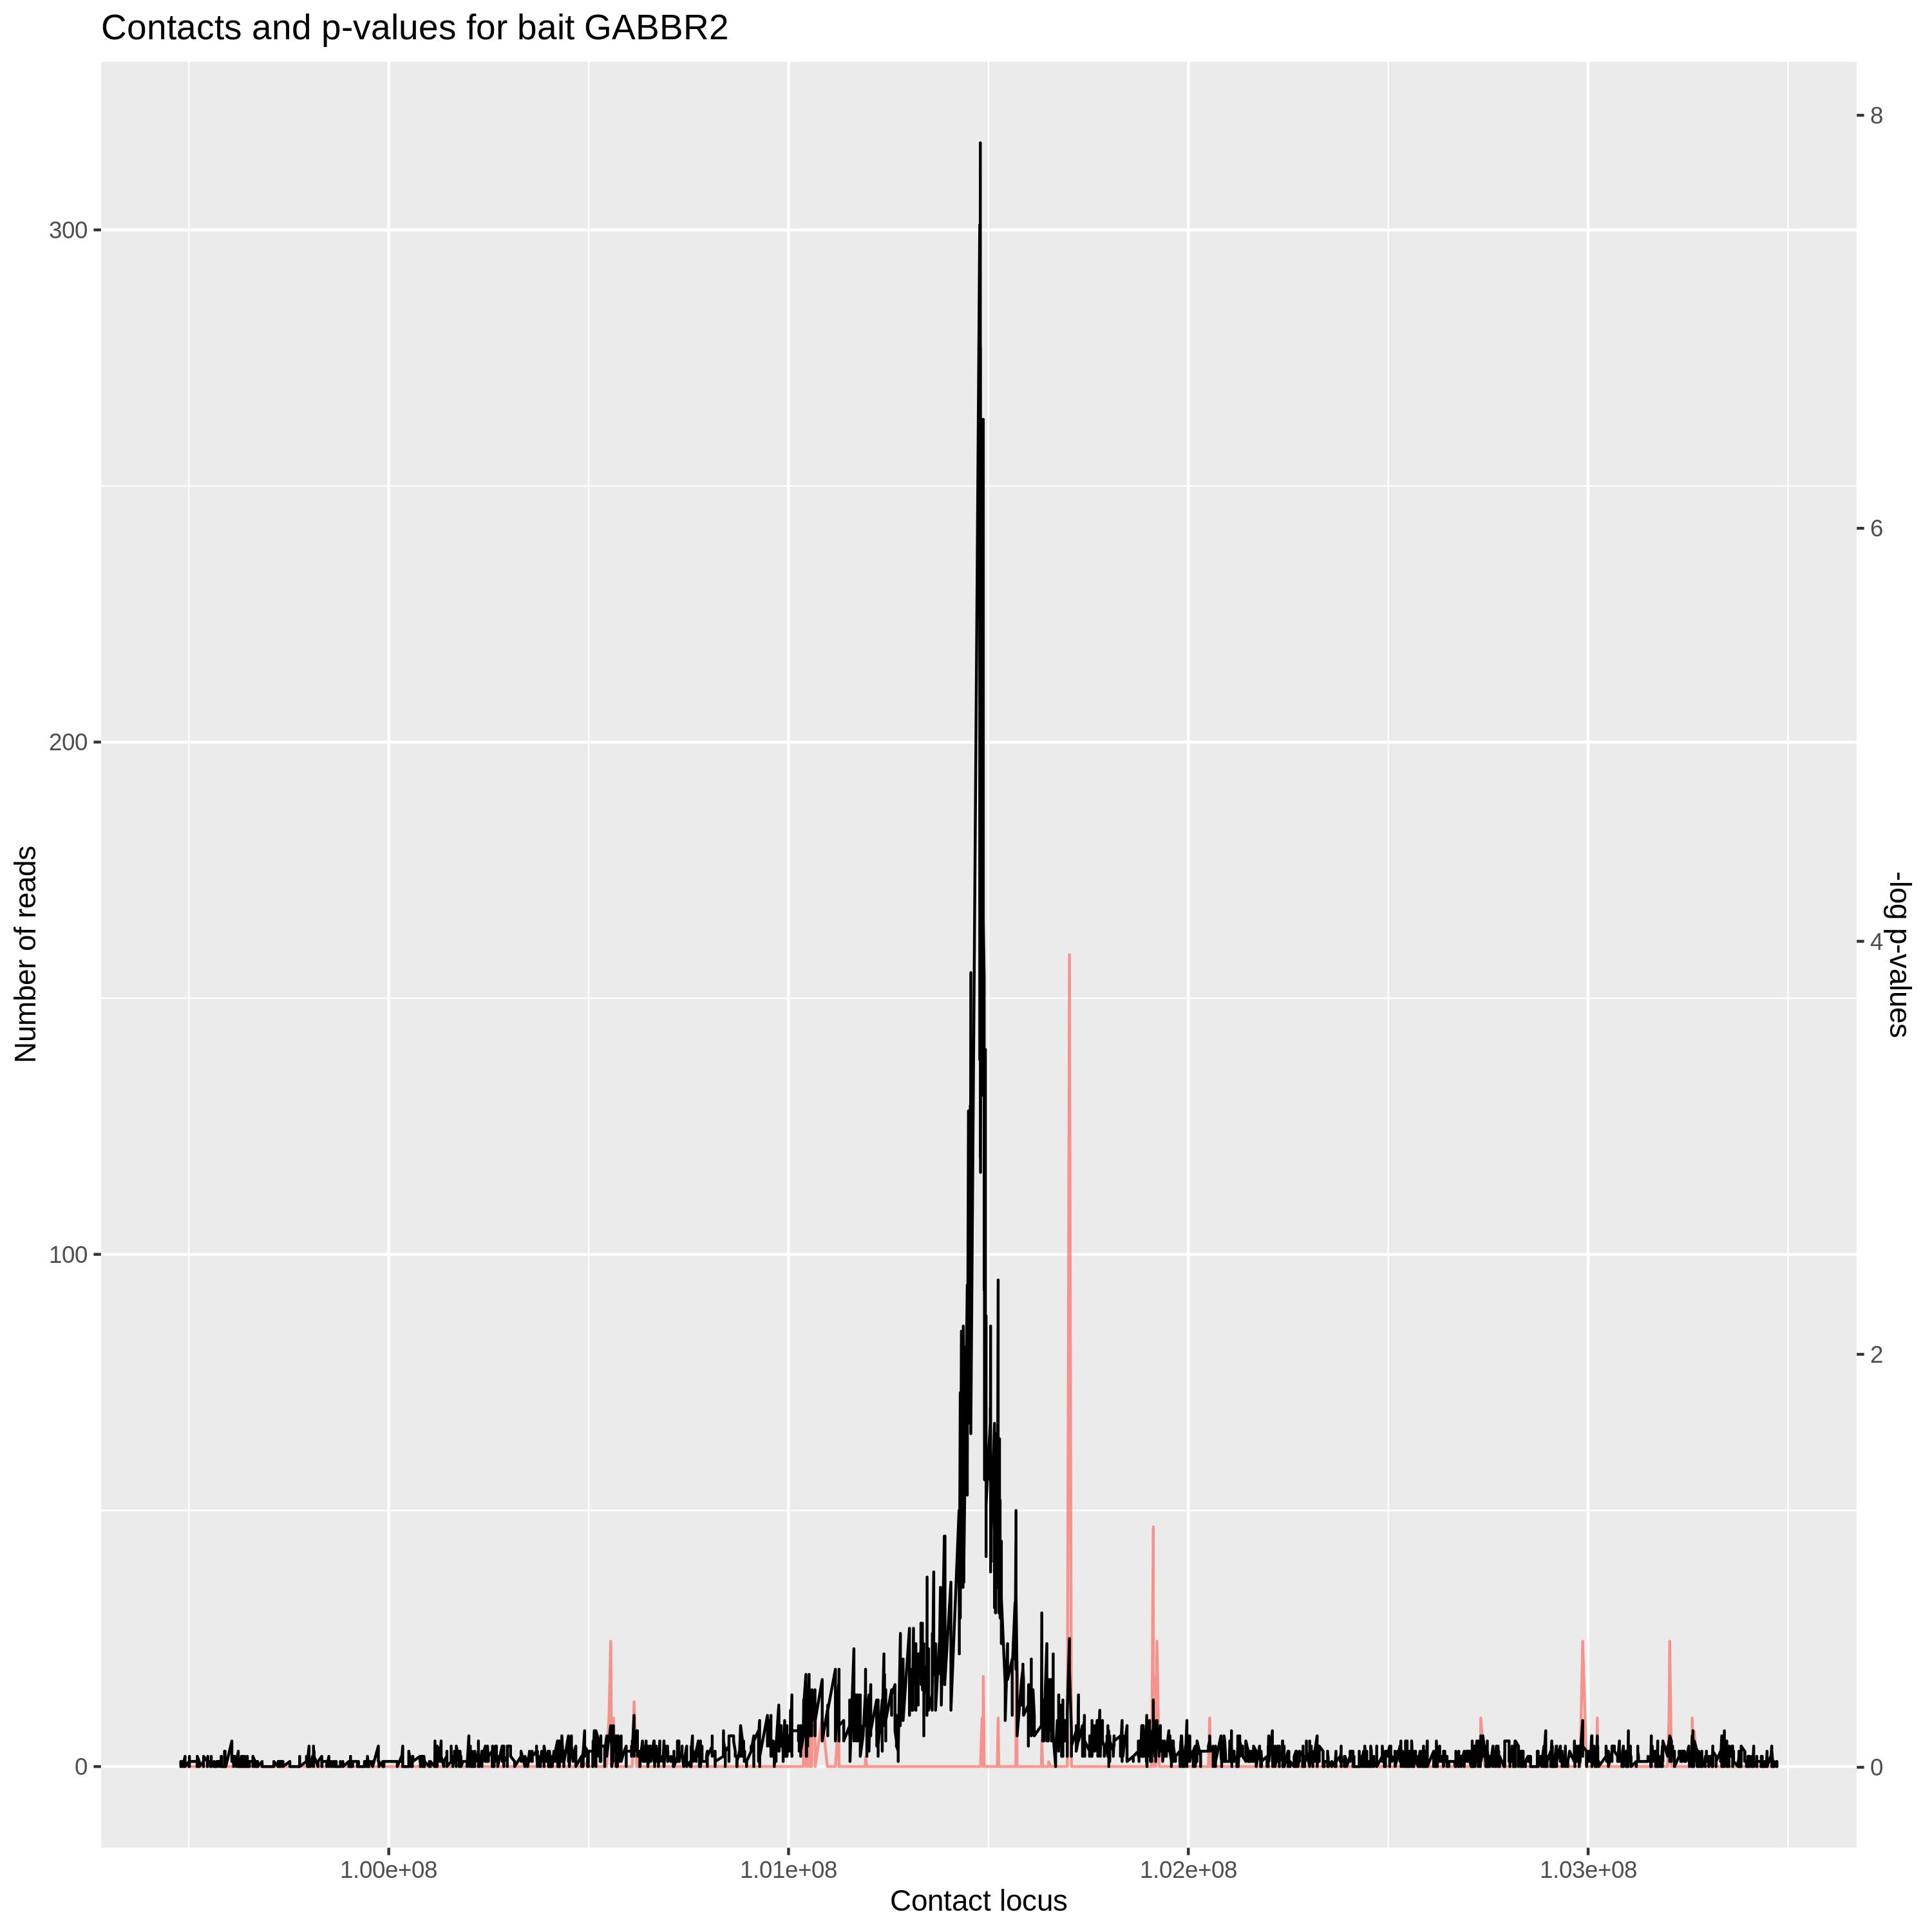 Contacts and p-values for bait GABBR2
Number of reads
300
200
100
0
8
6
4
2
0
-log p-values
1.00e+08
1.01e+08
1.02e+08
1.03e+08
Contact locus